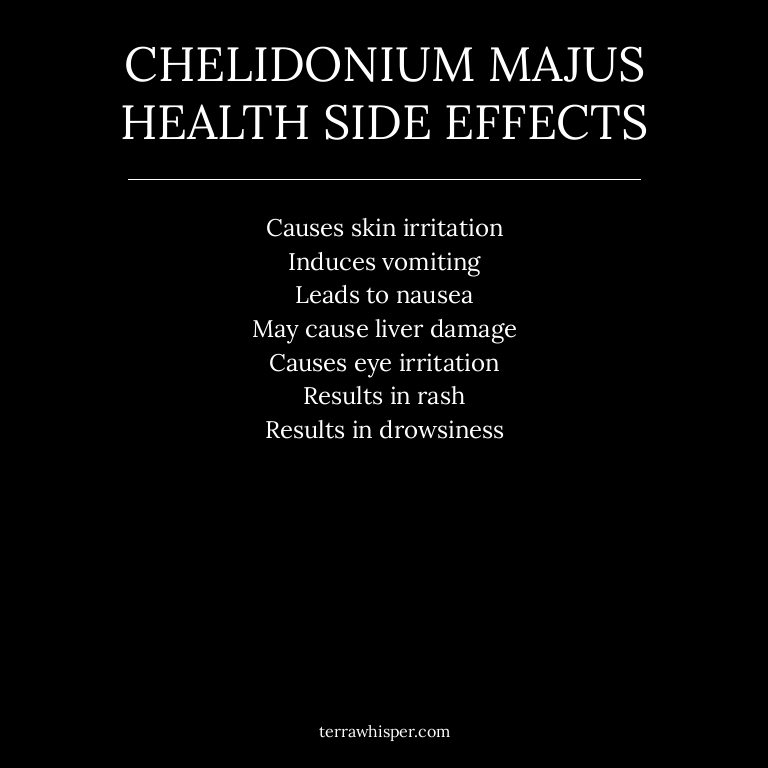 CHELIDONIUM MAJUS
HEALTH SIDE EFFECTS
Causes skin irritation
Induces vomiting
Leads to nausea
May cause liver damage
Causes eye irritation
Results in rash
Results in drowsiness
terrawhisper.com